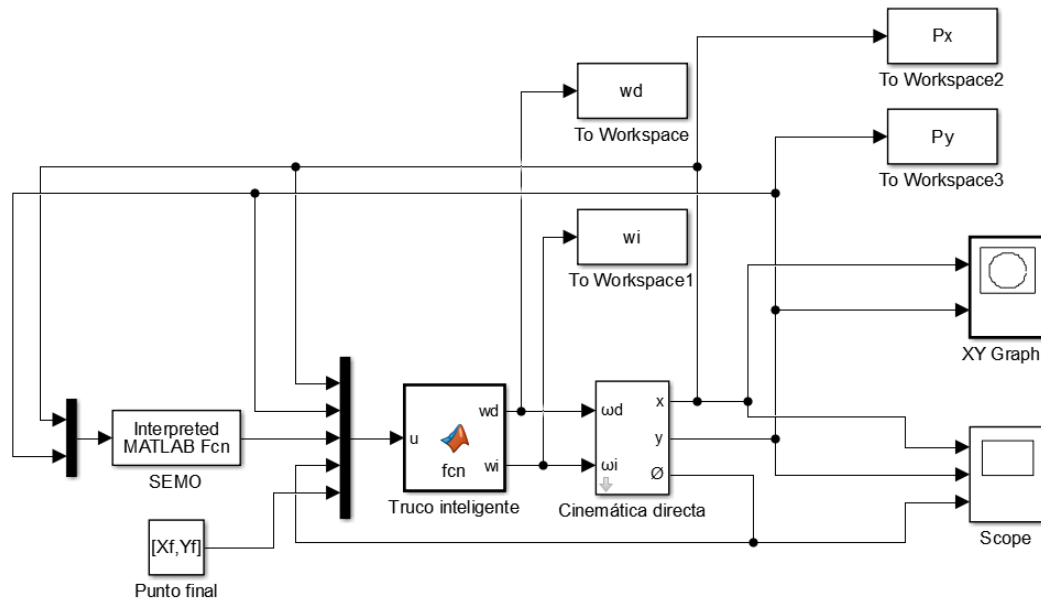 Px
To Workspace2
wd
To Workspace
Py
To Workspace3
wi
To Workspace1
XY Graph
Interpreted
MATLAB Fcn
SEMO
u
wd
wi
fcn
Truco inteligente
ωd
ωi
x
y
Ø
Cinemática directa
Scope
[Xf,Yf]
Punto final